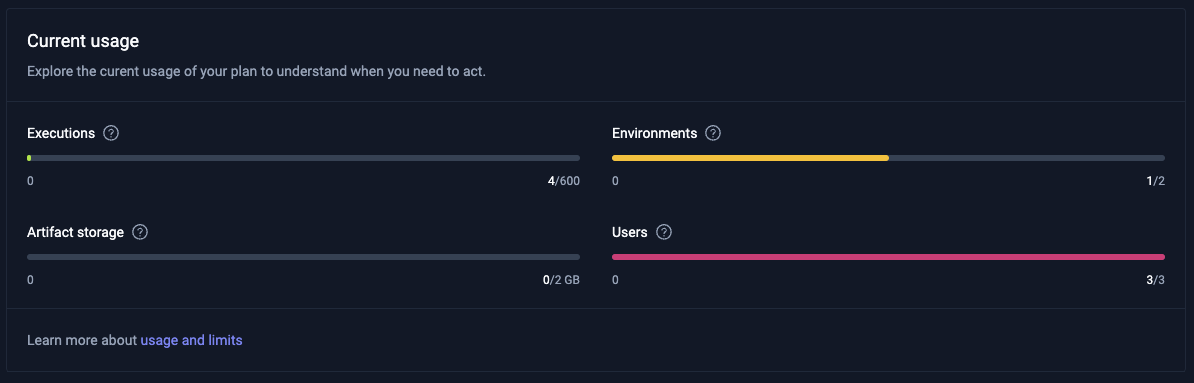 Current usage
Explore the curent usage of your plan to understand when you need to act.
Executions ?
0 4/600
Environments ?
0 1/2
Artifact storage ?
0 0/2 GB
Users ?
0 3/3
Learn more about usage and limits